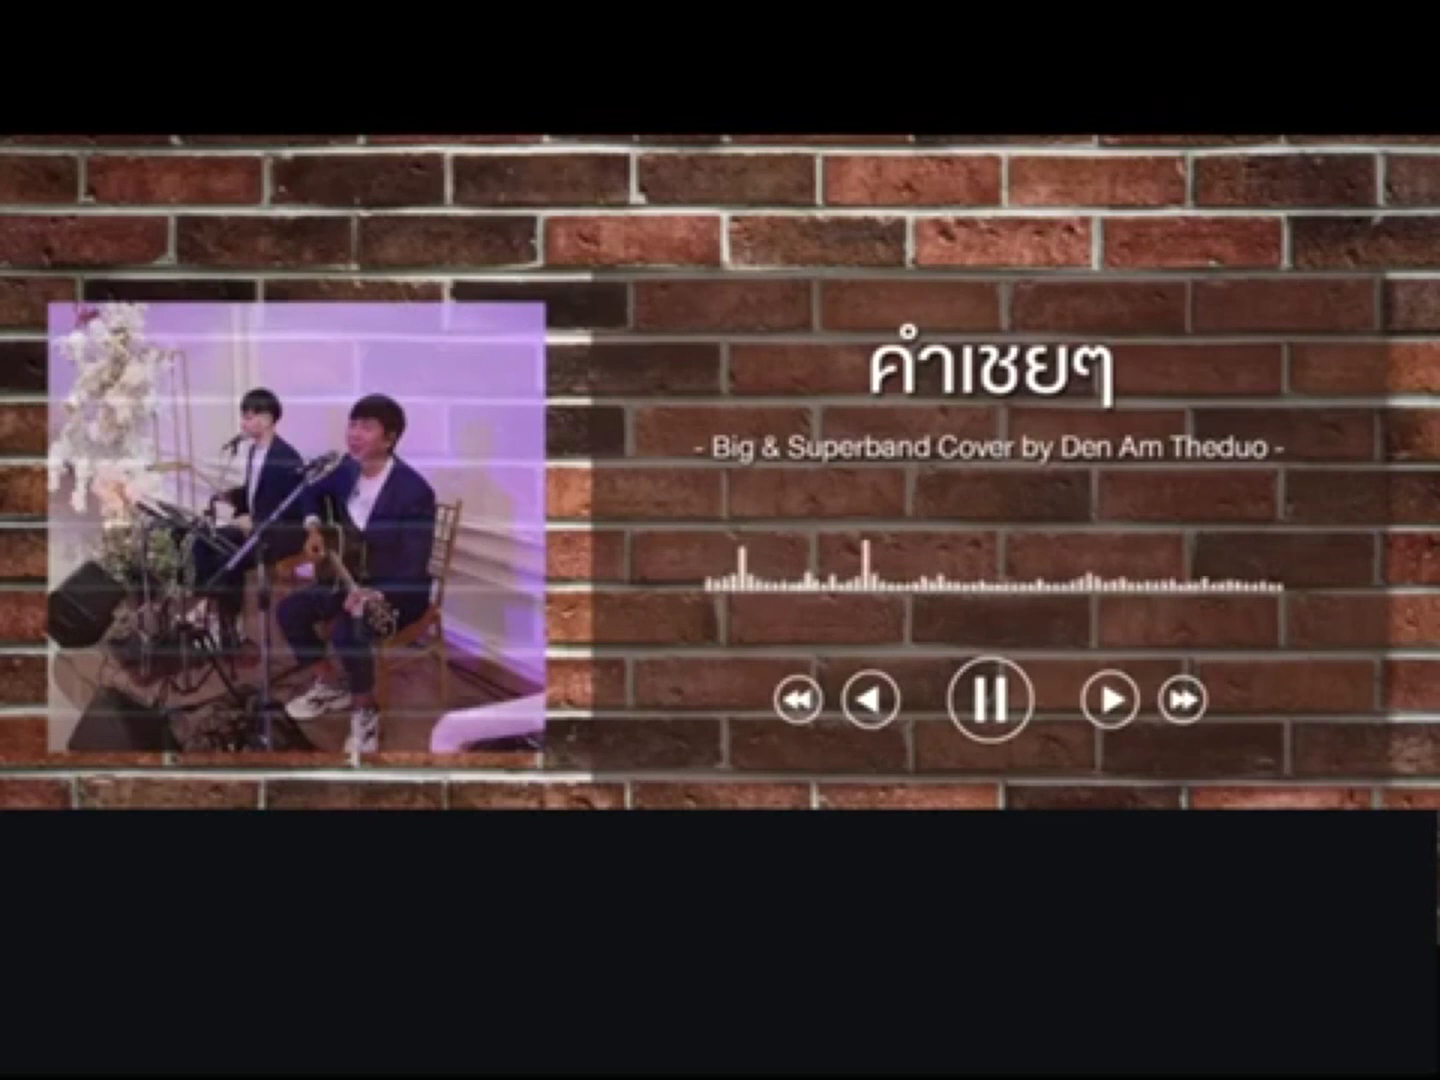 คำเชยๆ
- Big & Superband Cover by Den Am Theduo -